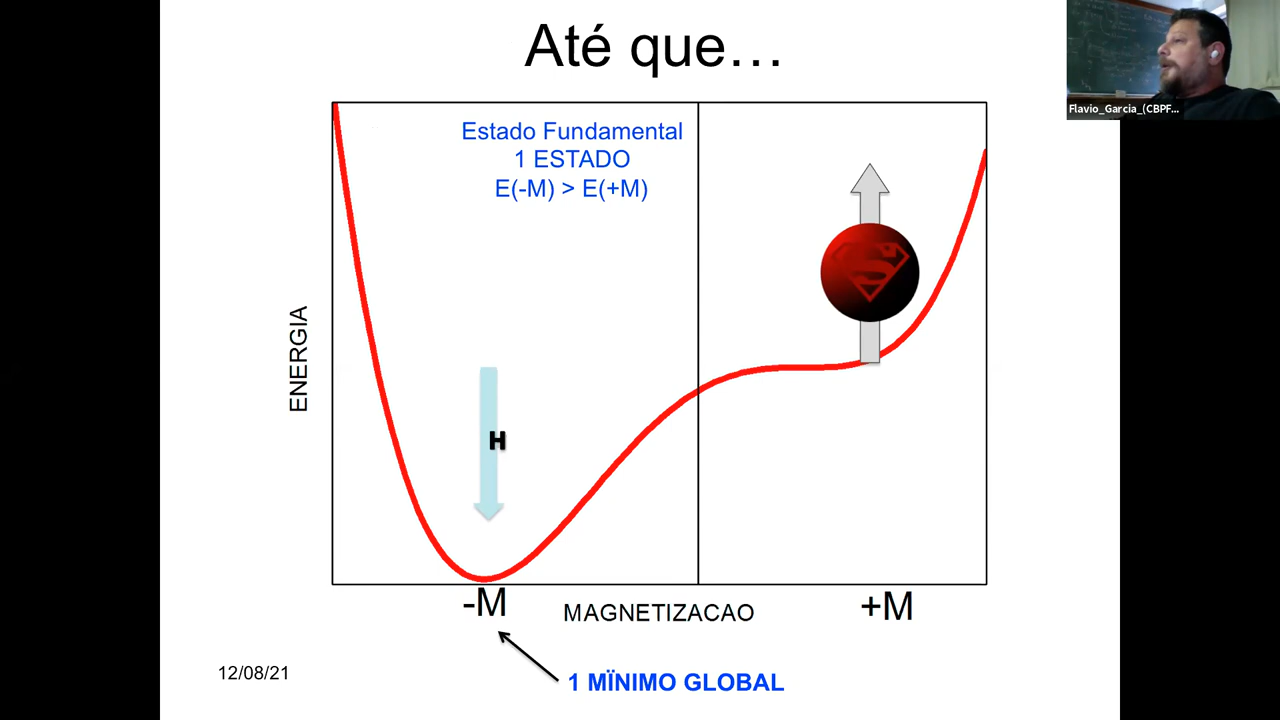 Até que…
Flavio_Garcia_(CBPF...
Estado Fundamental
1 ESTADO
E(-M) > E(+M)
ENERGIA
H
-M
MAGNETIZACAO
+M
12/08/21
1 MÏNIMO GLOBAL